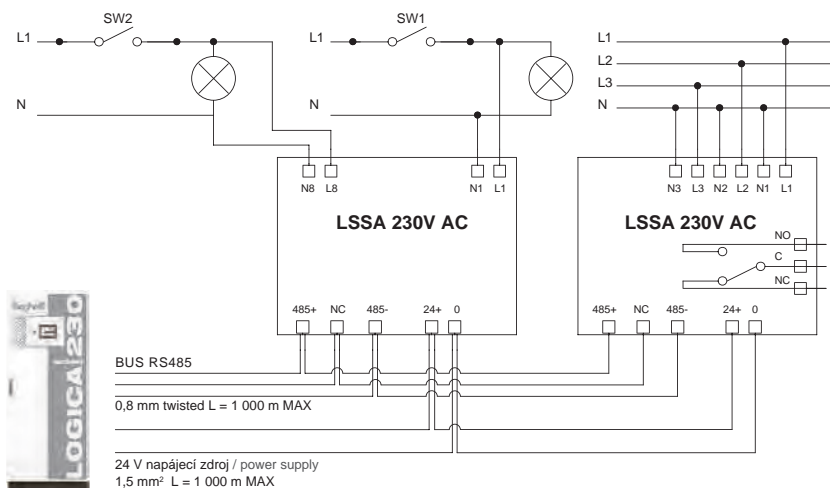 SW2
SW1
L1
L1
L1
L2
L3
N
N
N
N8 L8
N1 L1
N3 L3 N2 L2 N1 L1
LSSA 230V AC
LSSA 230V AC
NO
C
NC
485+ NC 485- 24+ 0
485+ NC 485- 24+ 0
LOGICA 230
BUS RS485
0,8 mm twisted L = 1 000 m MAX
24 V napájecí zdroj / power supply
1,5 mm² L = 1 000 m MAX